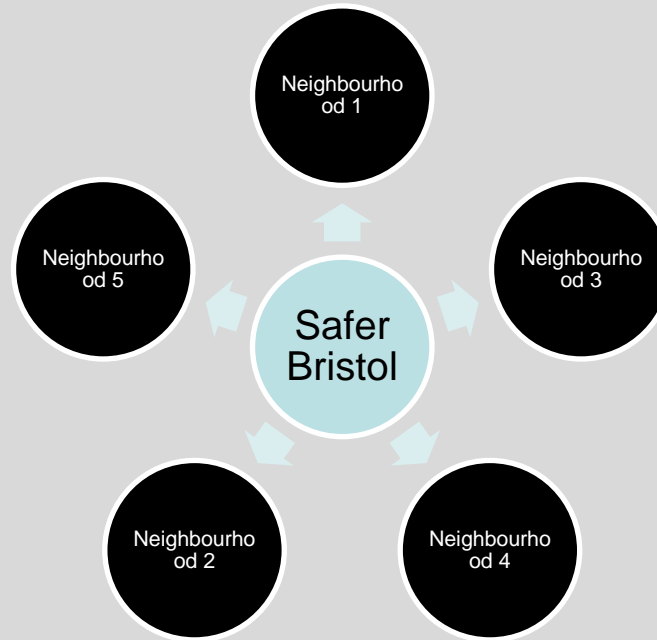 Neighbourho
od 1
Neighbourho
od 5
Neighbourho
od 3
Safer
Bristol
Neighbourho
od 2
Neighbourho
od 4